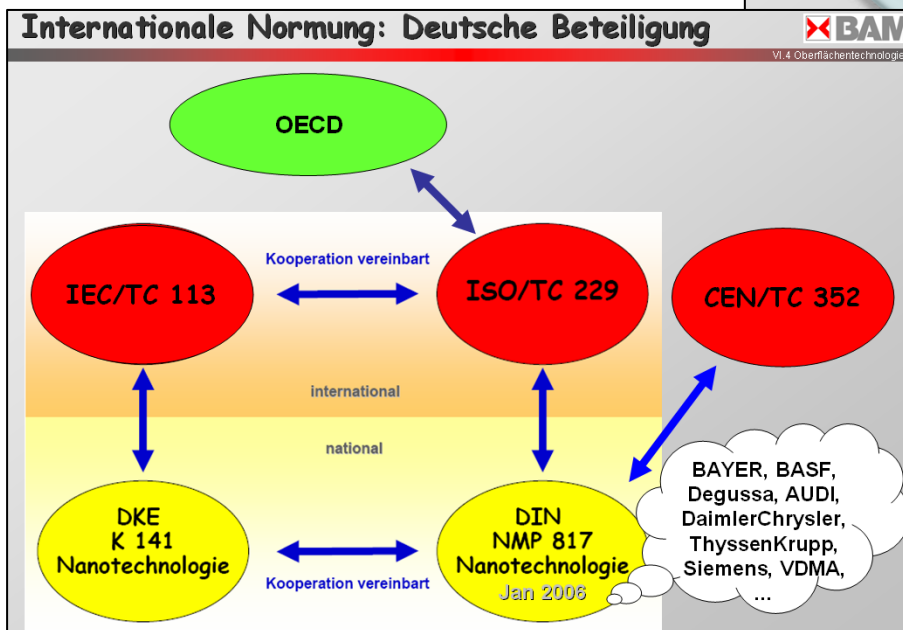 Internationale Normung: Deutsche Beteiligung
BAM
VI.4 Oberflächentechnologie
OECD
IEC/TC 113
Kooperation vereinbart
ISO/TC 229
CEN/TC 352
international
national
DKE
K 141
Nanotechnologie
Kooperation vereinbart
DIN
NMP 817
Nanotechnologie
Jan 2006
BAYER, BASF,
Degussa, AUDI,
DaimlerChrysler,
ThyssenKrupp,
Siemens, VDMA,
...